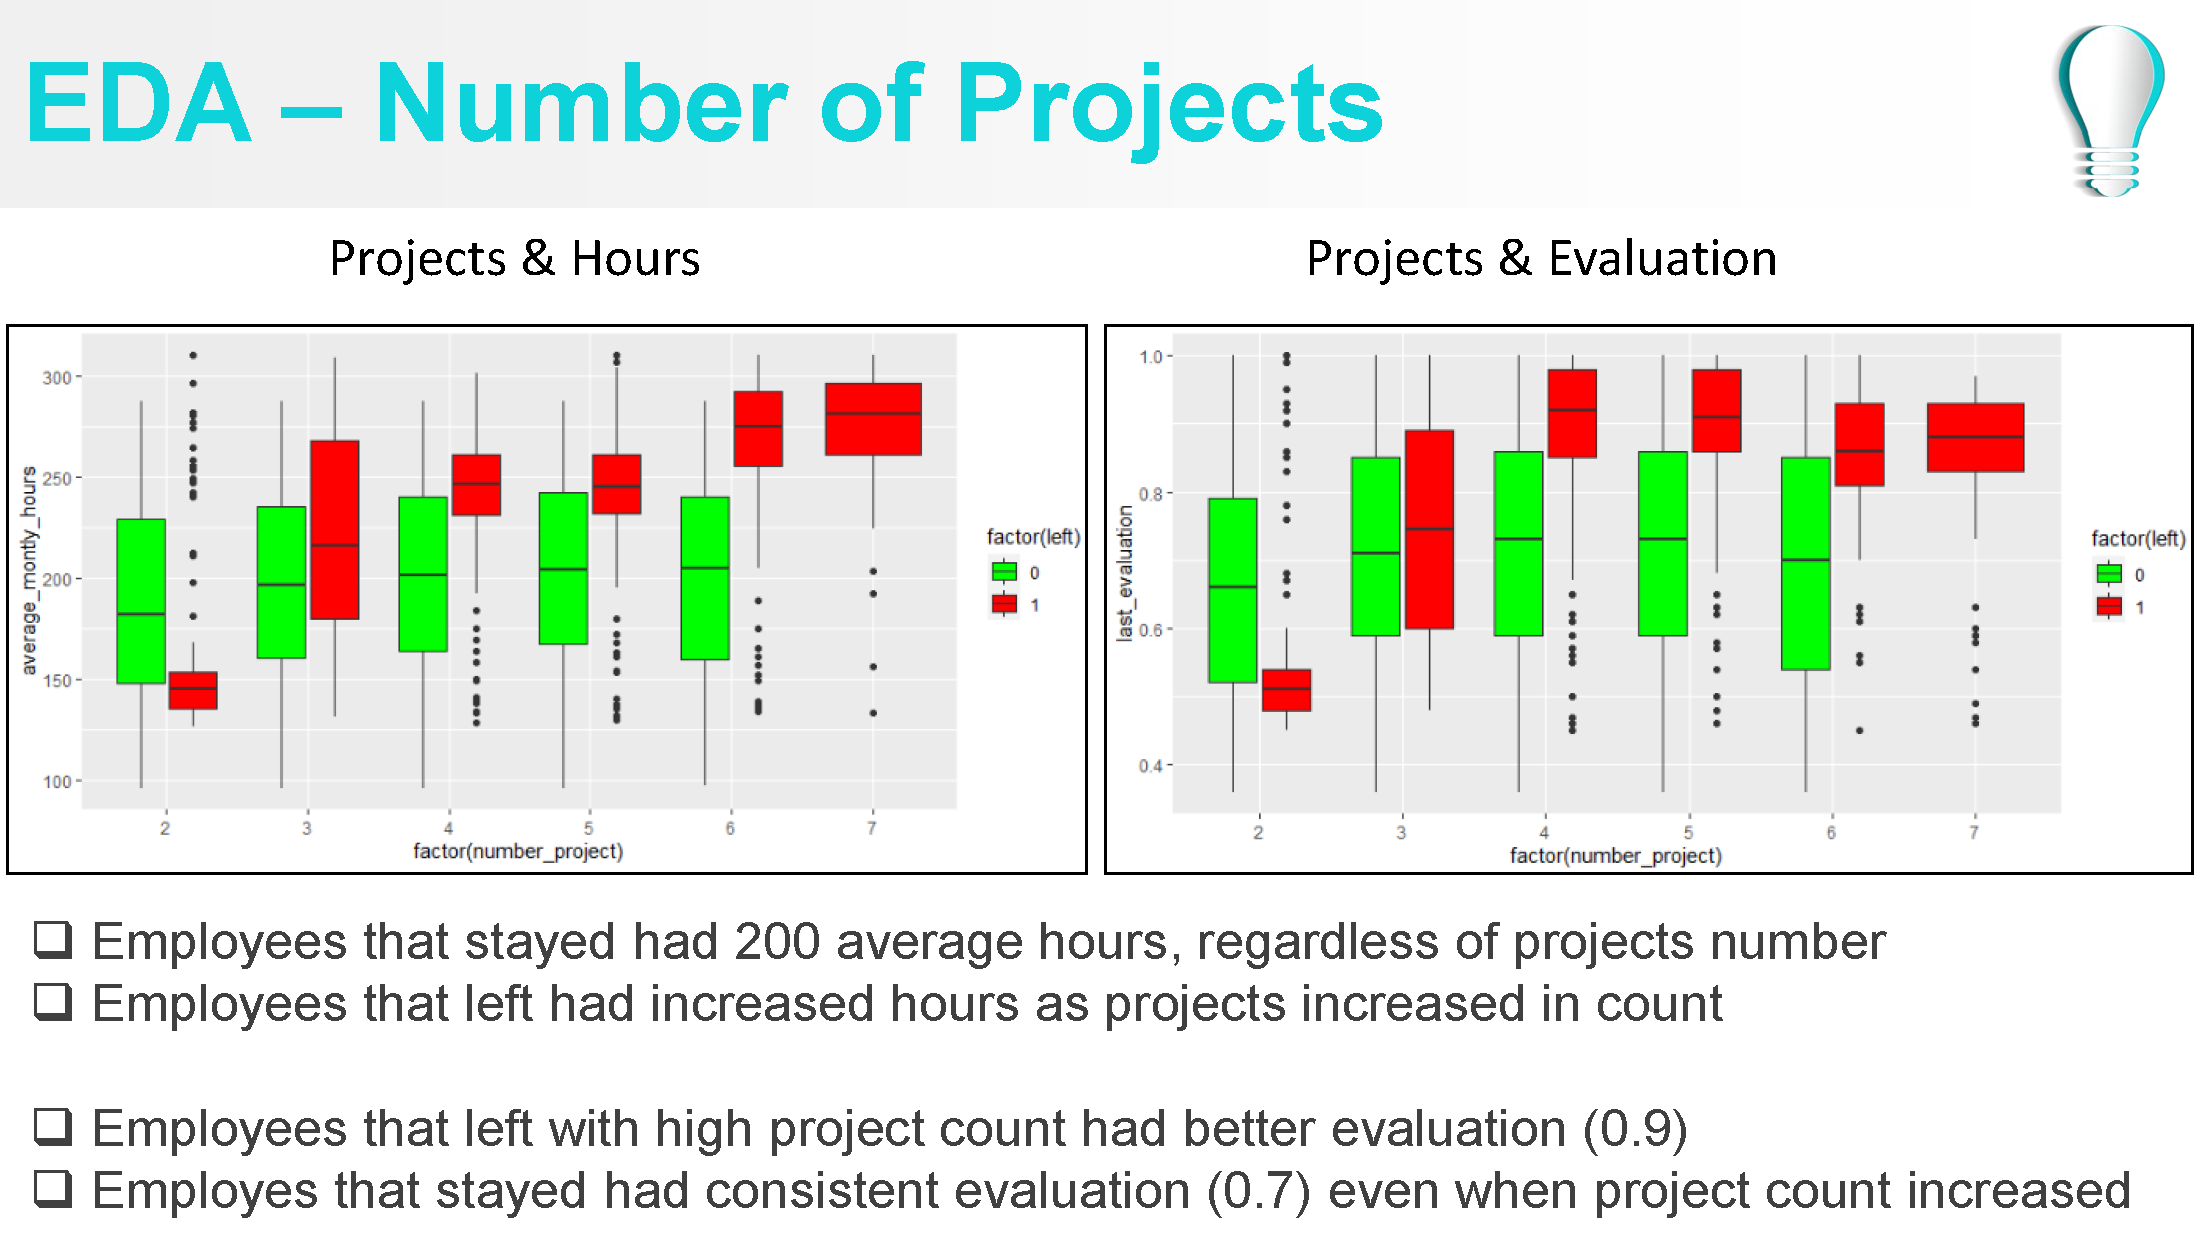 EDA – Number of Projects
Projects & Hours
Projects & Evaluation
average_montly_hours
300
250
200
150
100
2 3 4 5 6 7
factor(number_project)
factor(left)
0
1
last_evaluation
1.0
0.8
0.6
0.4
2 3 4 5 6 7
factor(number_project)
factor(left)
0
1
Employees that stayed had 200 average hours, regardless of projects number
Employees that left had increased hours as projects increased in count
Employees that left with high project count had better evaluation (0.9)
Employes that stayed had consistent evaluation (0.7) even when project count increased